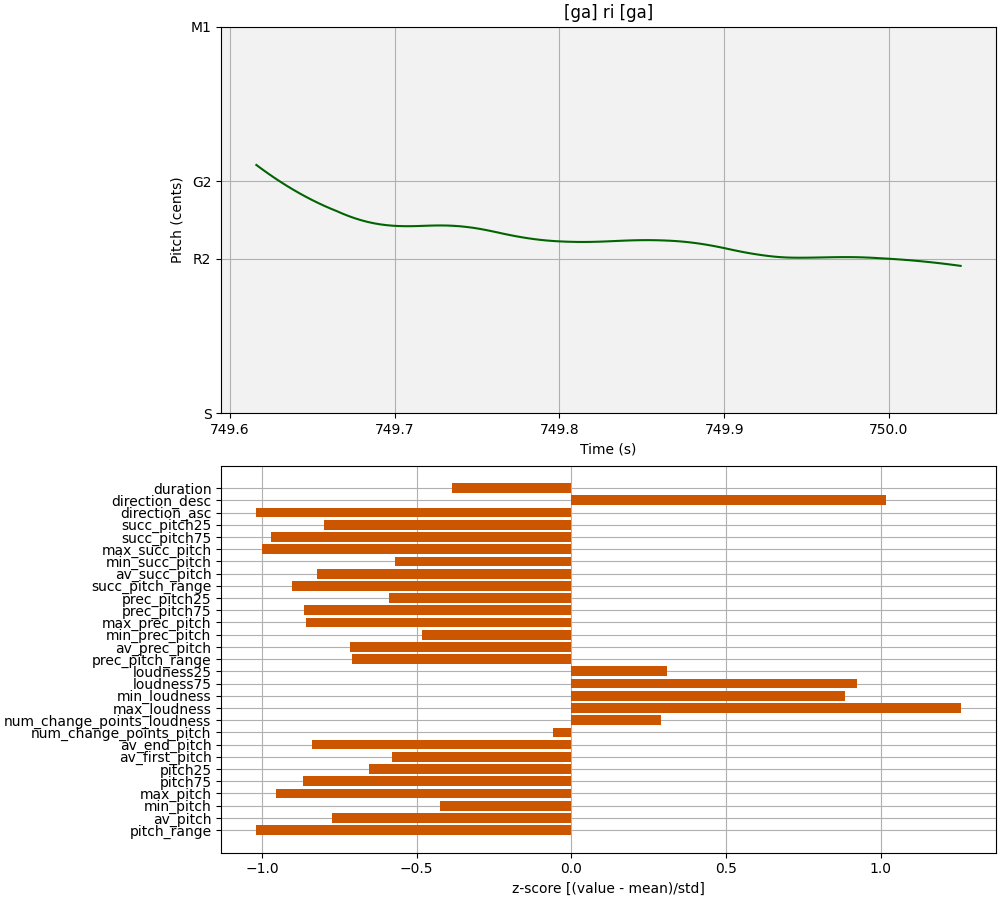 [ga] ri [ga]
M1
G2
R2
S
Pitch (cents)
749.6 749.7 749.8 749.9 750.0
Time (s)
duration
direction_desc
direction_asc
succ_pitch25
succ_pitch75
max_succ_pitch
min_succ_pitch
av_succ_pitch
succ_pitch_range
prec_pitch25
prec_pitch75
max_prec_pitch
min_prec_pitch
av_prec_pitch
prec_pitch_range
loudness25
loudness75
min_loudness
max_loudness
num_change_points_loudness
num_change_points_pitch
av_end_pitch
av_first_pitch
pitch25
pitch75
max_pitch
min_pitch
av_pitch
pitch_range
−1.0 −0.5 0.0 0.5 1.0
z-score [(value - mean)/std]